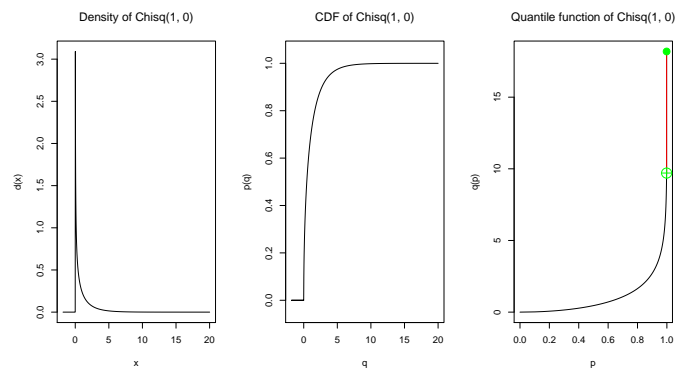 Density of Chisq(1, 0)
d(x)
3.0
2.5
2.0
1.5
1.0
0.5
0.0
0 5 10 15 20
x
CDF of Chisq(1, 0)
p(q)
1.0
0.8
0.6
0.4
0.2
0.0
0 5 10 15 20
q
Quantile function of Chisq(1, 0)
q(p)
15
10
5
0
0.0 0.2 0.4 0.6 0.8 1.0
p